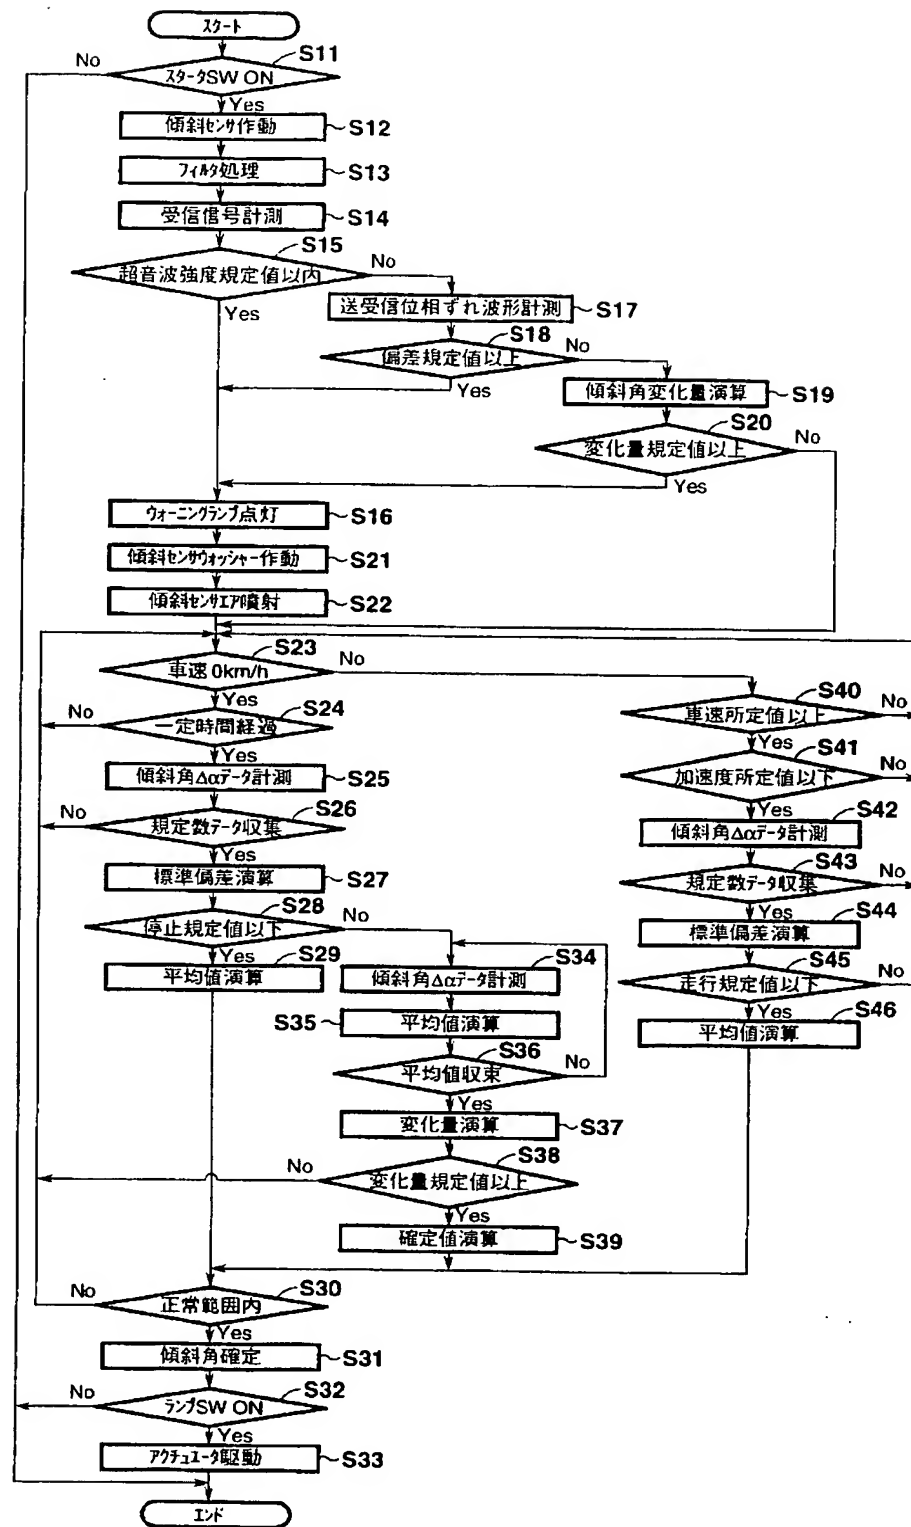 スタート
S11
No
スタータSW ON
Yes
傾斜センサ作動
S12
フィルタ処理
S13
受信信号計測
S14
S15
超音波強度規定値以内
No
Yes
送受信位相ずれ波形計測
S17
S18
偏差規定値以上
No
Yes
傾斜角変化量演算
S19
S20
変化量規定値以上
No
Yes
ウォーニングランプ点灯
S16
傾斜センサウォッシャー作動
S21
傾斜センサエア噴射
S22
S23
車速0km/h
No
Yes
S24
No
一定時間経過
Yes
傾斜角Δαデータ計測
S25
S26
No
規定数データ収集
Yes
標準偏差演算
S27
S28
停止規定値以下
No
Yes
S29
平均値演算
S34
傾斜角Δαデータ計測
S35
平均値演算
S36
平均値収束
No
Yes
変化量演算
S37
S38
No
変化量規定値以上
Yes
確定値演算
S39
S40
車速所定値以上
No
Yes
S41
加速度所定値以下
No
Yes
S42
傾斜角Δαデータ計測
S43
規定数データ収集
No
Yes
S44
標準偏差演算
S45
走行規定値以下
No
Yes
S46
平均値演算
S30
No
正常範囲内
Yes
傾斜角確定
S31
S32
No
ランプSW ON
Yes
アクチュエータ駆動
S33
エンド